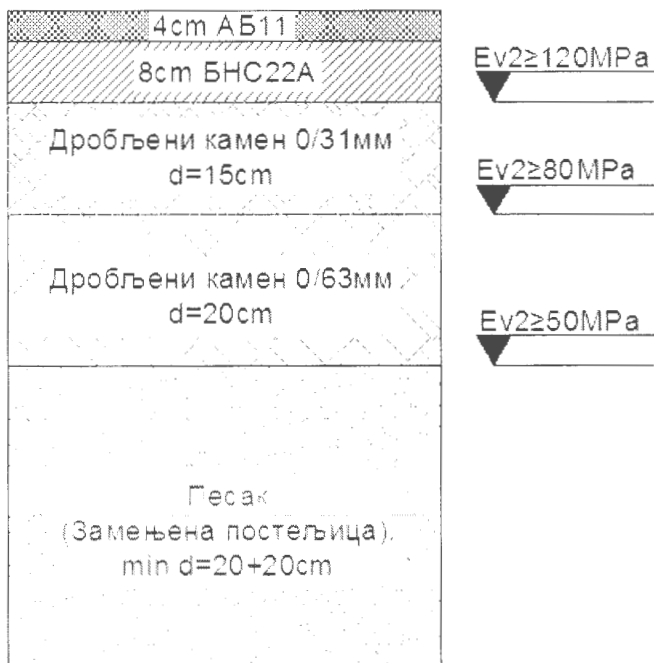 4cm АБ11
8cm БНС22А
Ev2≥120MPa
Дробљени камен 0/31мм
d=15cm
Ev2≥80MPa
Дробљени камен 0/63мм
d=20cm
Ev2≥50MPa
Песак
(Замењена постељица)
min d=20+20cm